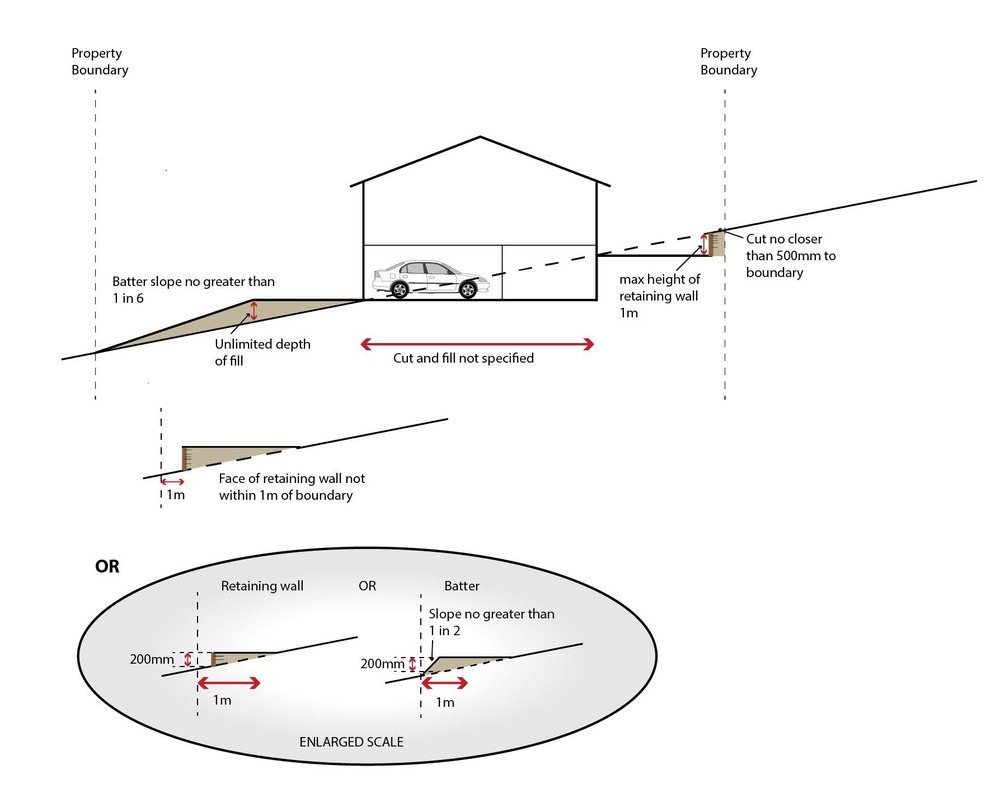 Property
Boundary
Property
Boundary
Cut no closer
than 500mm to
boundary
max height of
retaining wall
1m
Batter slope no greater than
1 in 6
Unlimited depth
of fill
Cut and fill not specified
Face of retaining wall not
within 1m of boundary
1m
OR
Retaining wall
OR
Batter
Slope no greater than
1 in 2
200mm
200mm
1m
1m
ENLARGED SCALE